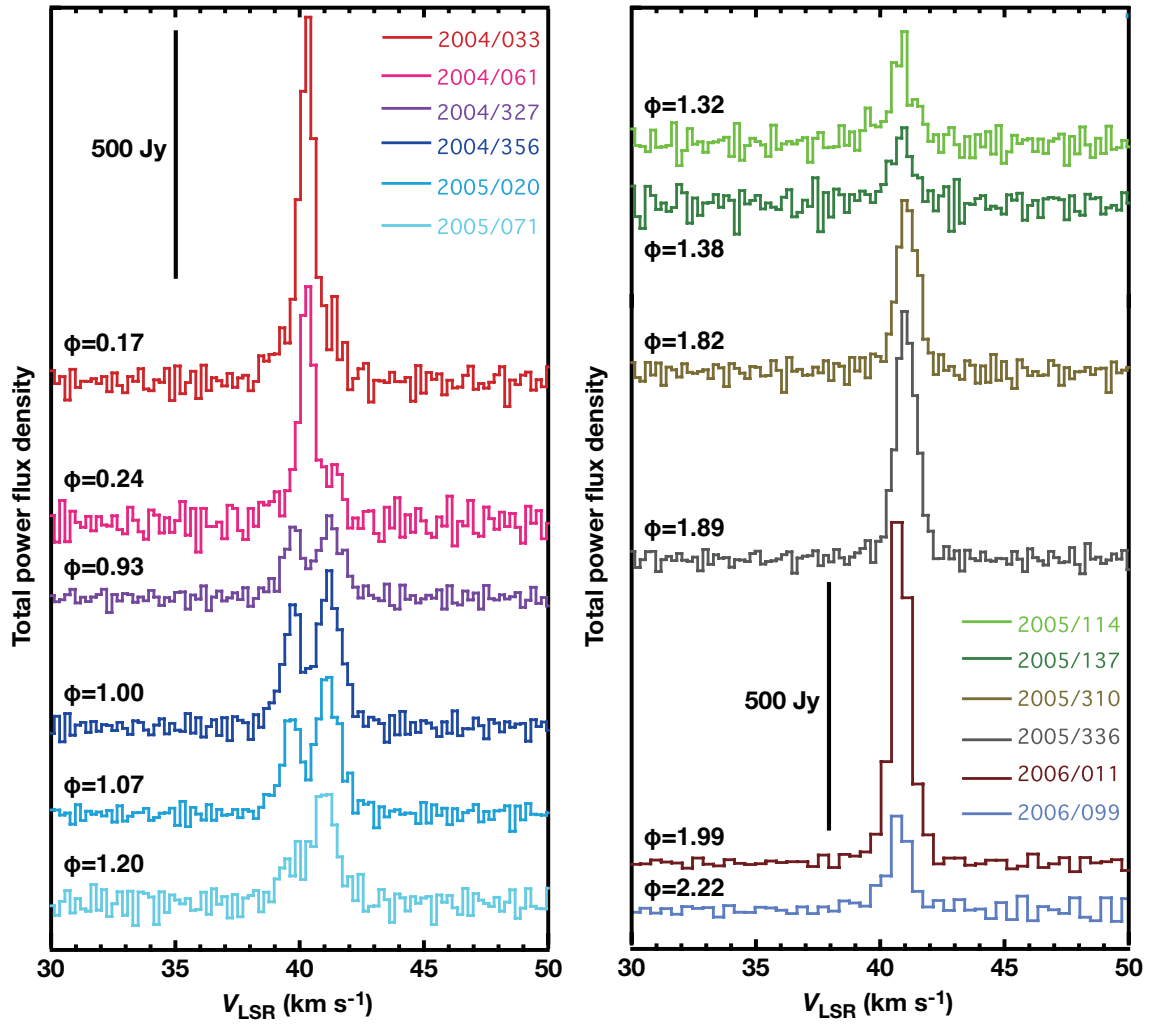 Total power flux density
500 Jy
2004/033
2004/061
2004/327
2004/356
2005/020
2005/071
ϕ=0.17
ϕ=0.24
ϕ=0.93
ϕ=1.00
ϕ=1.07
ϕ=1.20
30 35 40 45 50
V_LSR (km s⁻¹)
Total power flux density
ϕ=1.32
ϕ=1.38
ϕ=1.82
ϕ=1.89
500 Jy
2005/114
2005/137
2005/310
2005/336
2006/011
2006/099
ϕ=1.99
ϕ=2.22
30 35 40 45 50
V_LSR (km s⁻¹)